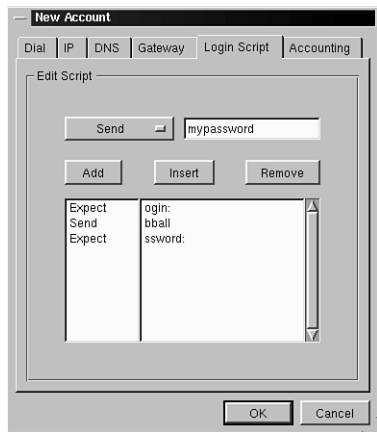 New Account
Dial IP DNS Gateway Login Script Accounting
Edit Script
Send mypassword
Add Insert Remove
Expect ogin:
Send bball
Expect ssword:
OK Cancel